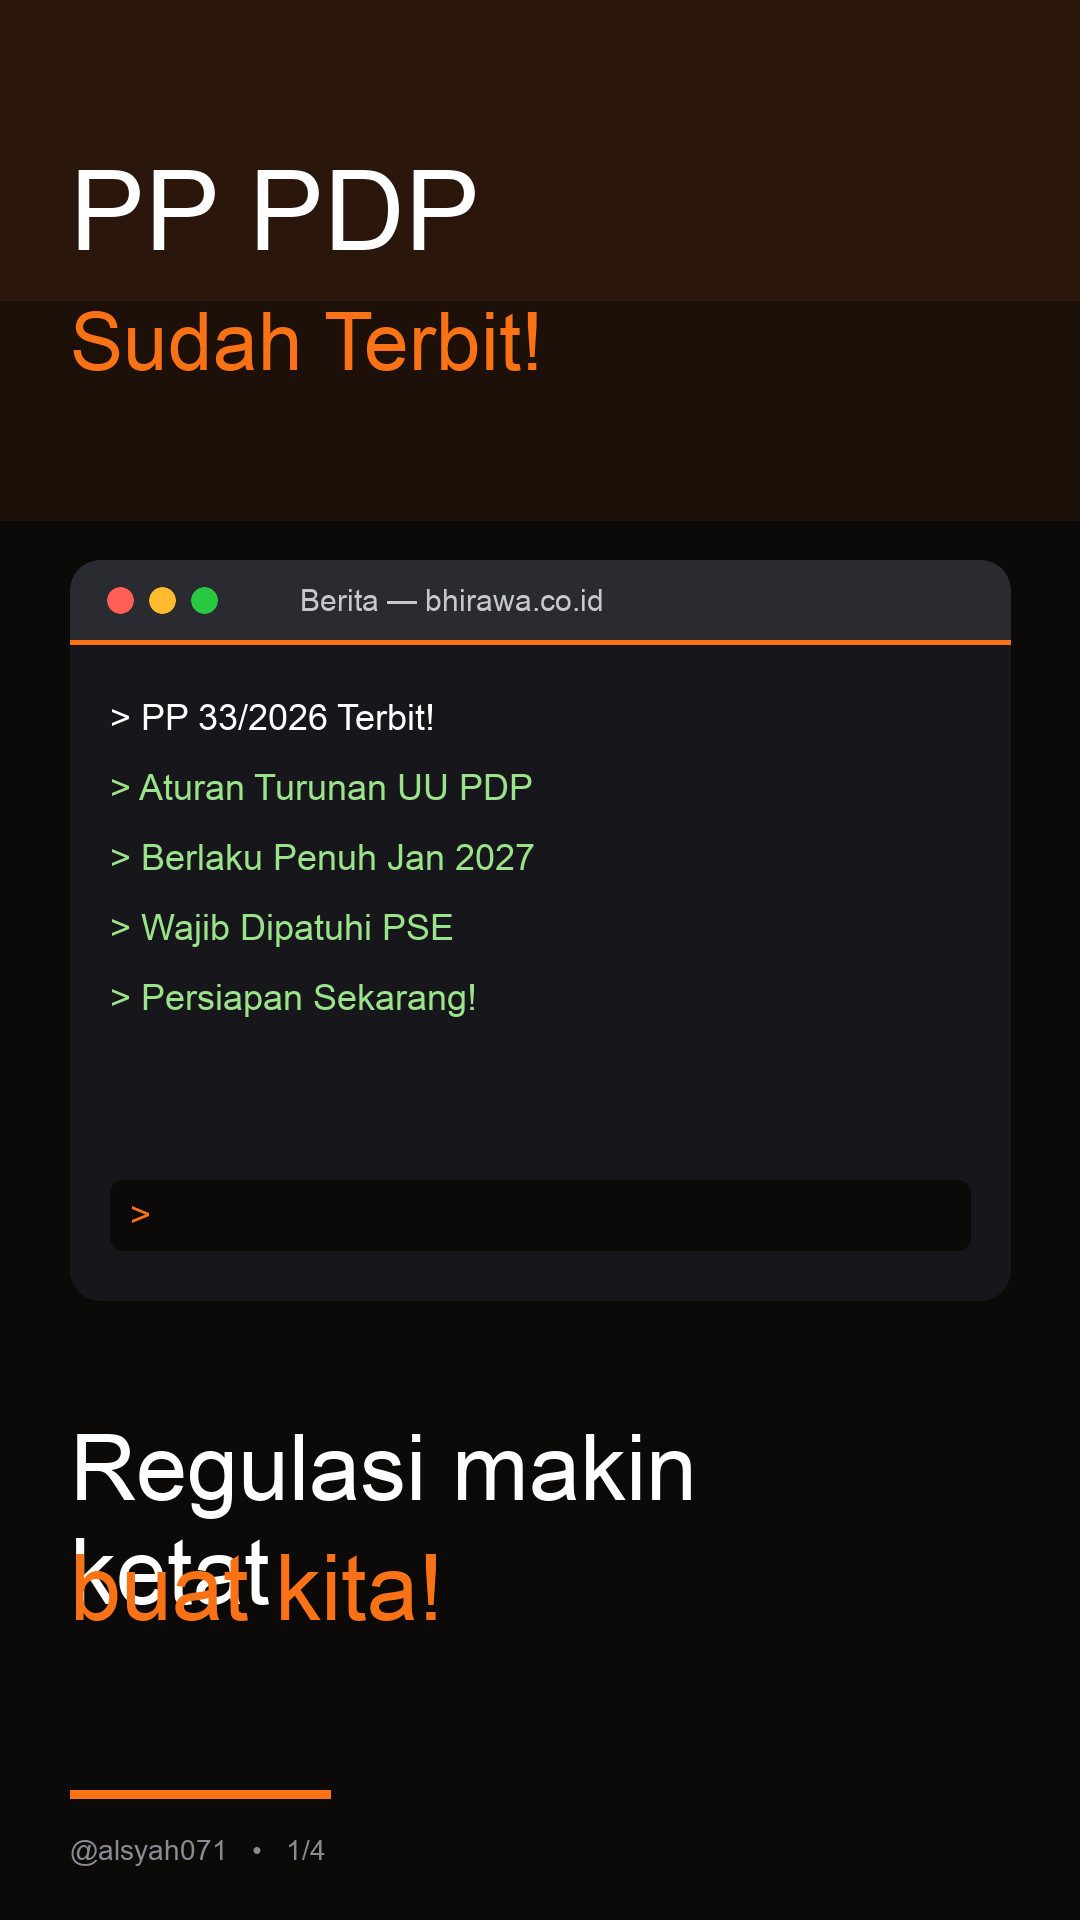 PP PDP
Sudah Terbit!
Berita — bhirawa.co.id
> PP 33/2026 Terbit!
> Aturan Turunan UU PDP
> Berlaku Penuh Jan 2027
> Wajib Dipatuhi PSE
> Persiapan Sekarang!
>
Regulasi makin
ketat
buat kita!
@alsyah071 • 1/4